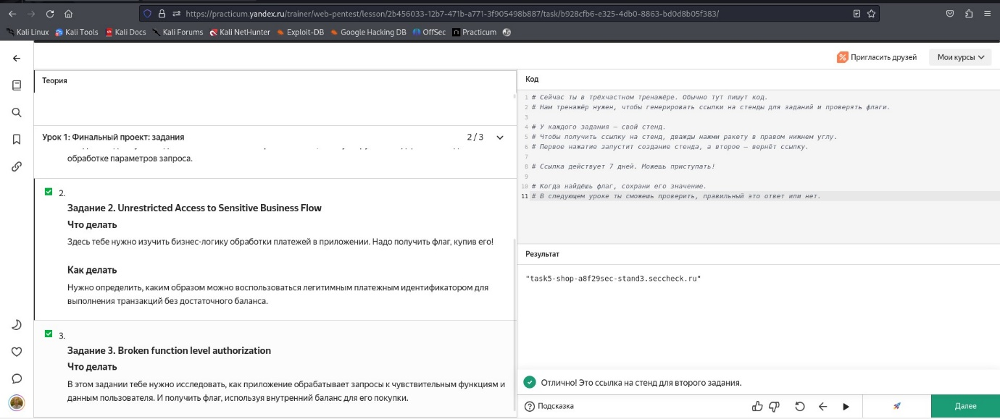 https://practicum.yandex.ru/trainer/web-pentest/lesson/2b456033-12b7-471b-a771-3f905498b887/task/b928cfb6-e325-4db0-8863-bd0d8b05f383/
Kali Linux Kali Tools Kali Docs Kali Forums Kali NetHunter Exploit-DB Google Hacking DB OffSec Practicum
Пригласить друзей Мои курсы
Теория
Урок 1: Финальный проект: задания 2 / 3
обработке параметров запроса.
2.
Задание 2. Unrestricted Access to Sensitive Business Flow
Что делать
Здесь тебе нужно изучить бизнес-логику обработки платежей в приложении. Надо получить флаг, купив его!
Как делать
Нужно определить, каким образом можно воспользоваться легитимным платежным идентификатором для
выполнения транзакций без достаточного баланса.
3.
Задание 3. Broken function level authorization
Что делать
В этом задании тебе нужно исследовать, как приложение обрабатывает запросы к чувствительным функциям и
данным пользователя. И получить флаг, используя внутренний баланс для его покупки.
Код
1 # Сейчас ты в трёхчастном тренажёре. Обычно тут пишут код.
2 # Нам тренажёр нужен, чтобы генерировать ссылки на стенды для заданий и проверять флаги.
3
4 # У каждого задания — свой стенд.
5 # Чтобы получить ссылку на стенд, дважды нажми ракету в правом нижнем углу.
6 # Первое нажатие запустит создание стенда, а второе — вернёт ссылку.
7
8 # Ссылка действует 7 дней. Можешь приступать!
9
10 # Когда найдёшь флаг, сохрани его значение.
11 # В следующем уроке ты сможешь проверить, правильный это ответ или нет.
Результат
"task5-shop-a8f29sec-stand3.seccheck.ru"
Отлично! Это ссылка на стенд для второго задания.
Подсказка Далее